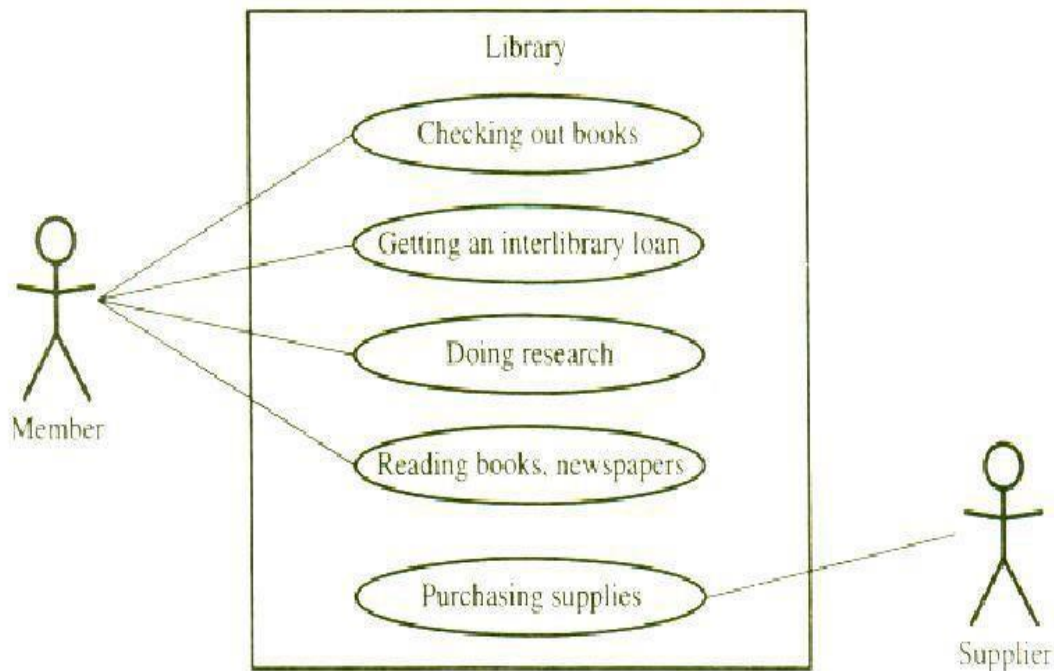 Library
Checking out books
Getting an interlibrary loan
Doing research
Reading books, newspapers
Member
Purchasing supplies
Supplier